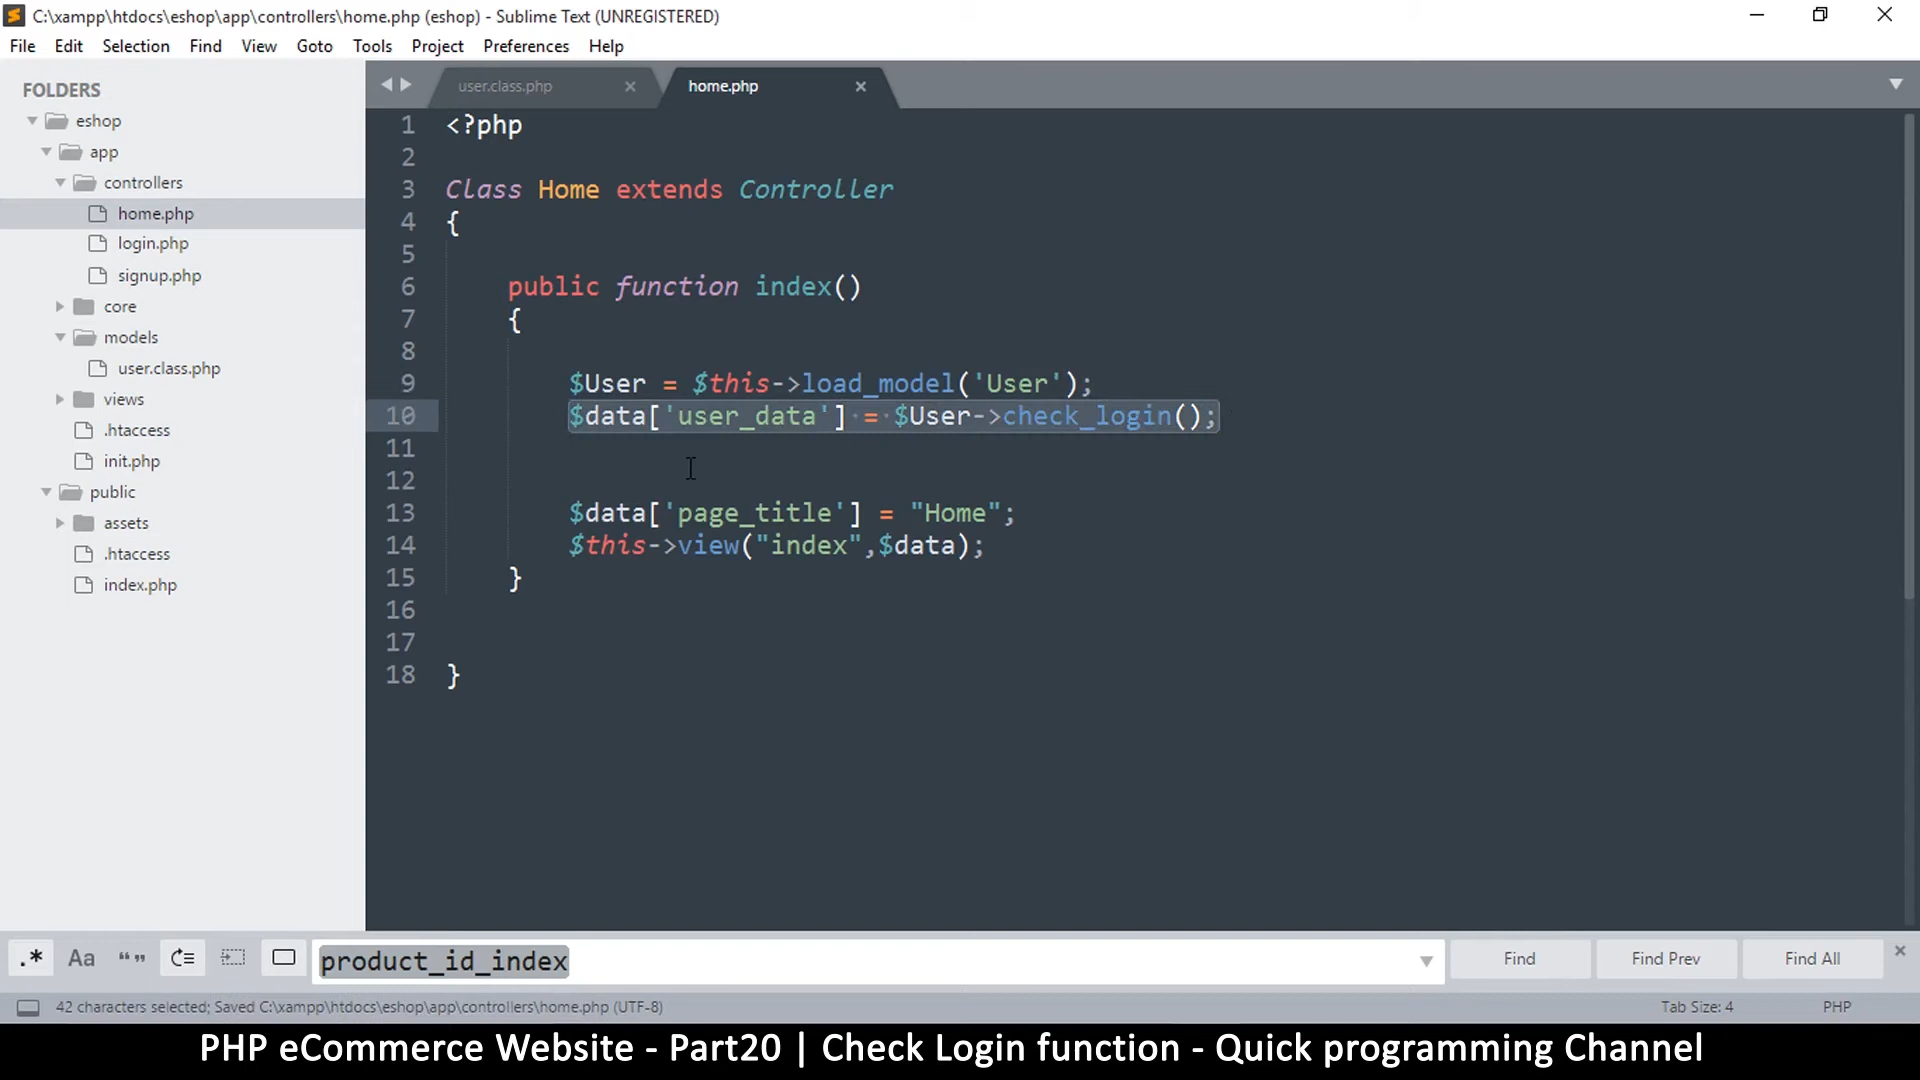 C:\xampp\htdocs\eshop\app\controllers\home.php (eshop) - Sublime Text (UNREGISTERED)
File Edit Selection Find View Goto Tools Project Preferences Help
FOLDERS
eshop
app
controllers
home.php
login.php
signup.php
core
models
user.class.php
views
.htaccess
init.php
public
assets
.htaccess
index.php
user.class.php home.php
1 <?php
2
3 Class Home extends Controller
4 {
5
6 public function index()
7 {
8
9 $User = $this->load_model('User');
10 $data['user_data'] = $User->check_login();
11
12
13 $data['page_title'] = "Home";
14 $this->view("index",$data);
15 }
16
17
18 }
.* Aa “” product_id_index Find Find Prev Find All
42 characters selected; Saved C:\xampp\htdocs\eshop\app\controllers\home.php (UTF-8) Tab Size: 4 PHP
PHP eCommerce Website - Part20 | Check Login function - Quick programming Channel